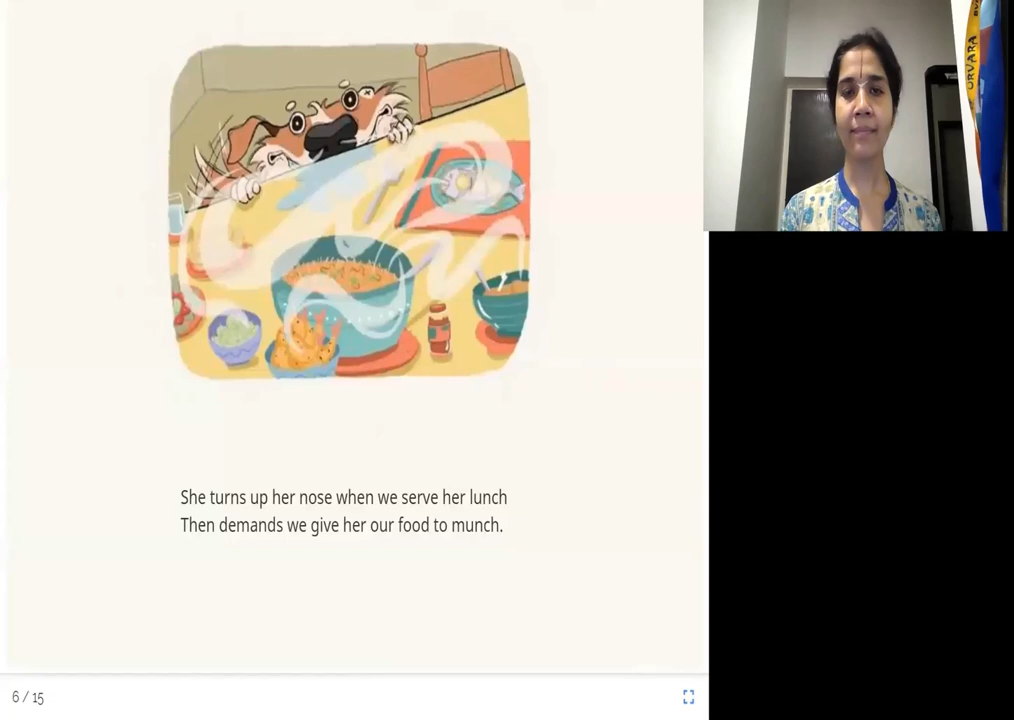 ORVARA
She turns up her nose when we serve her lunch
Then demands we give her our food to munch.
6 / 15